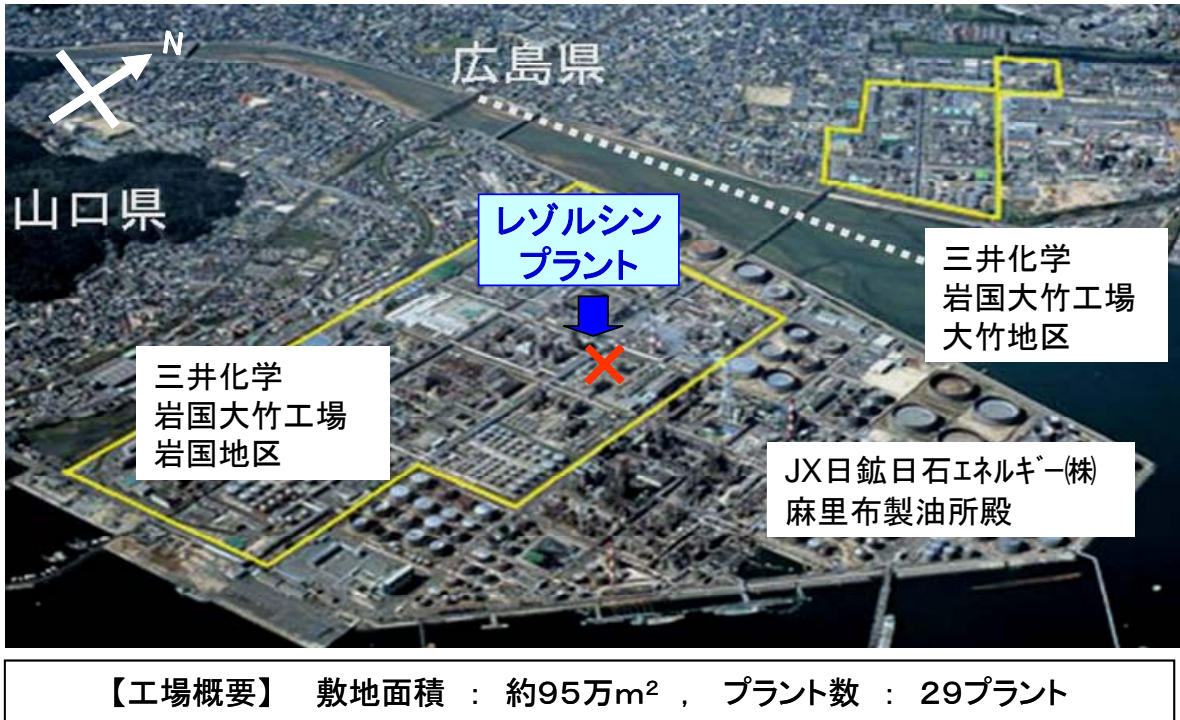 N
広島県
山口県
レゾルシン
プラント
三井化学
岩国大竹工場
大竹地区
三井化学
岩国大竹工場
岩国地区
JX日鉱日石ｴﾈﾙｷﾞｰ㈱
麻里布製油所殿
【工場概要】 敷地面積 ： 約95万m² ， プラント数 ： 29プラント